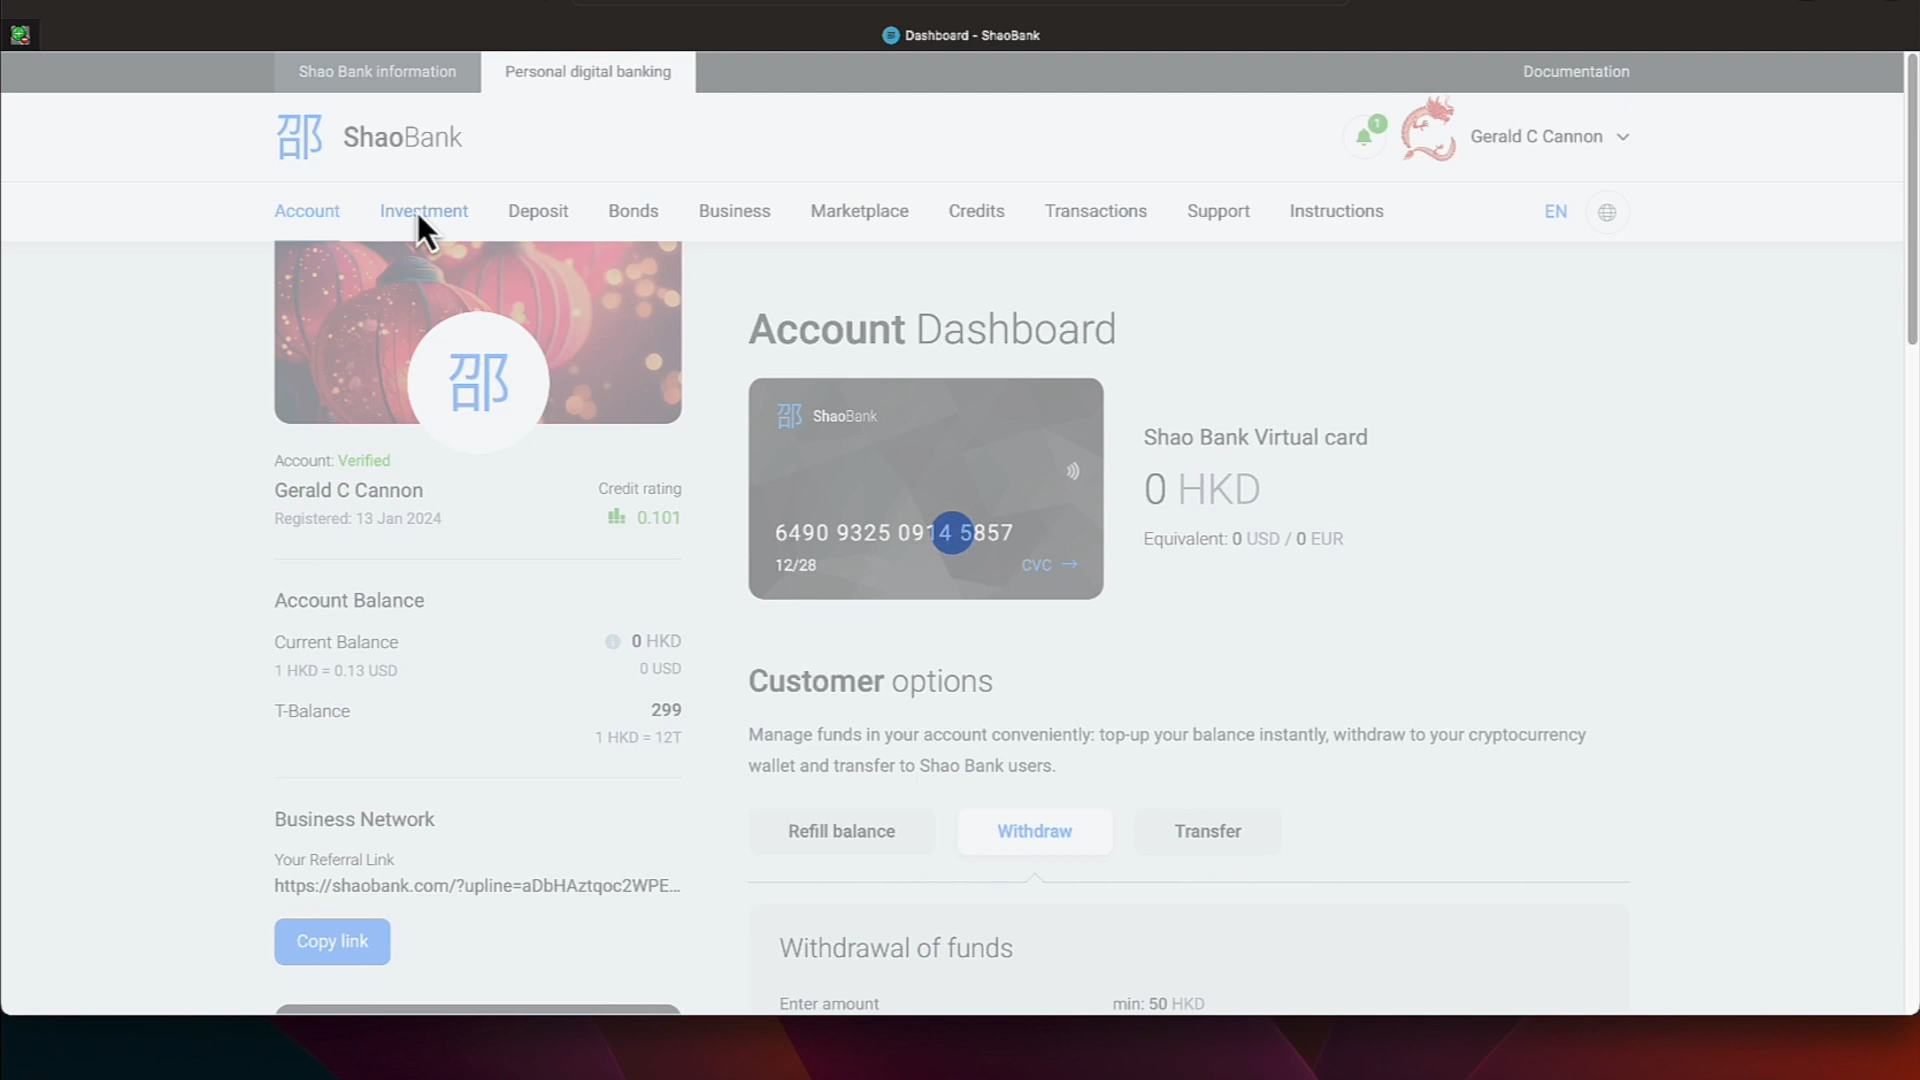 Dashboard - ShaoBank
Shao Bank information
Personal digital banking
Documentation
邵 ShaoBank
1
Gerald C Cannon
Account
Investment
Deposit
Bonds
Business
Marketplace
Credits
Transactions
Support
Instructions
EN
邵
Account: Verified
Gerald C Cannon
Registered: 13 Jan 2024
Credit rating
0.101
Account Balance
Current Balance
0 HKD
1 HKD = 0.13 USD
0 USD
T-Balance
299
1 HKD = 12T
Business Network
Your Referral Link
https://shaobank.com/?upline=aDbHAztqoc2WPE...
Copy link
Account Dashboard
邵 ShaoBank
6490 9325 0914 5857
12/28
CVC →
Shao Bank Virtual card
0 HKD
Equivalent: 0 USD / 0 EUR
Customer options
Manage funds in your account conveniently: top-up your balance instantly, withdraw to your cryptocurrency
wallet and transfer to Shao Bank users.
Refill balance
Withdraw
Transfer
Withdrawal of funds
Enter amount
min: 50 HKD